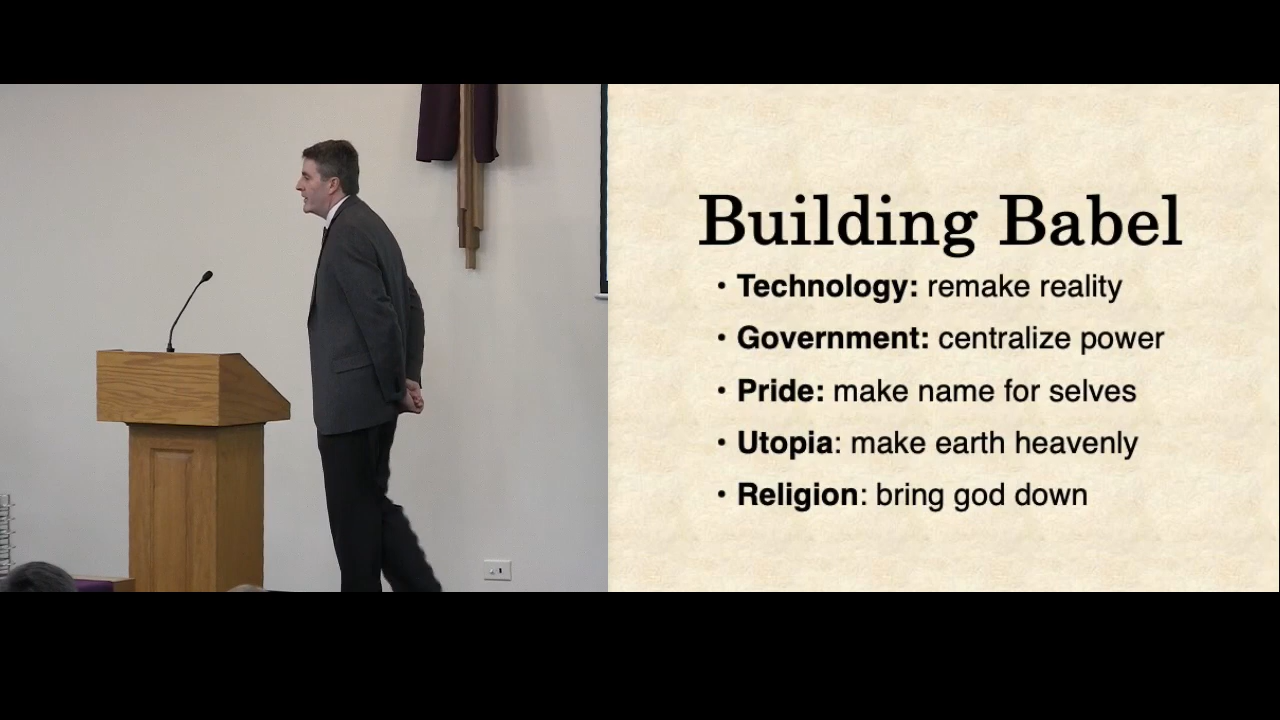 Building Babel
• Technology: remake reality
• Government: centralize power
• Pride: make name for selves
• Utopia: make earth heavenly
• Religion: bring god down